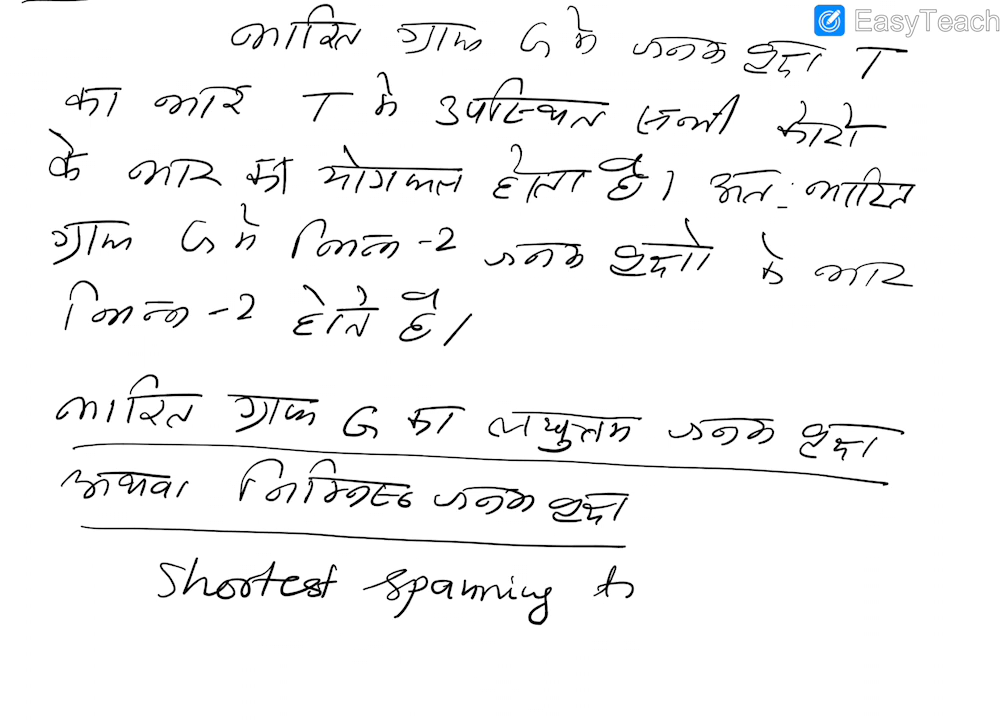 EasyTeach
भारित ग्राफ G के जनक वृक्ष T
का भार T में उपस्थित सभी कोरों
के भार का योगफल होता है। अत: भारित
ग्राफ G में भिन्न-2 जनक वृक्षों के भार
भिन्न-2 होते है।
भारित ग्राफ G का लघुत्तम जनक वृक्ष
अथवा जनक वृक्ष
Shortest spanning